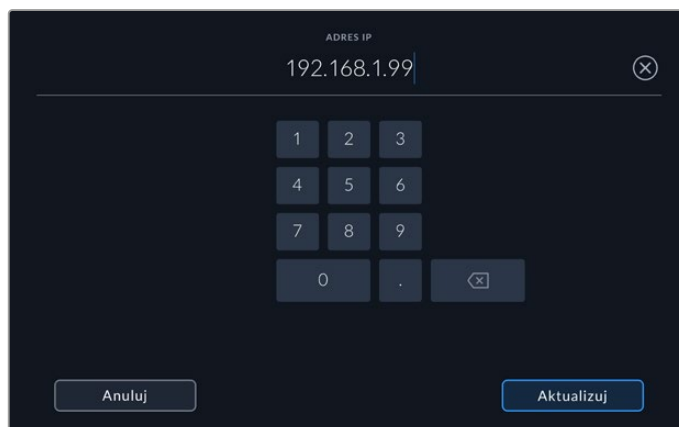 ADRES IP
192.168.1.99
1 2 3
4 5 6
7 8 9
0 .
Anuluj Aktualizuj